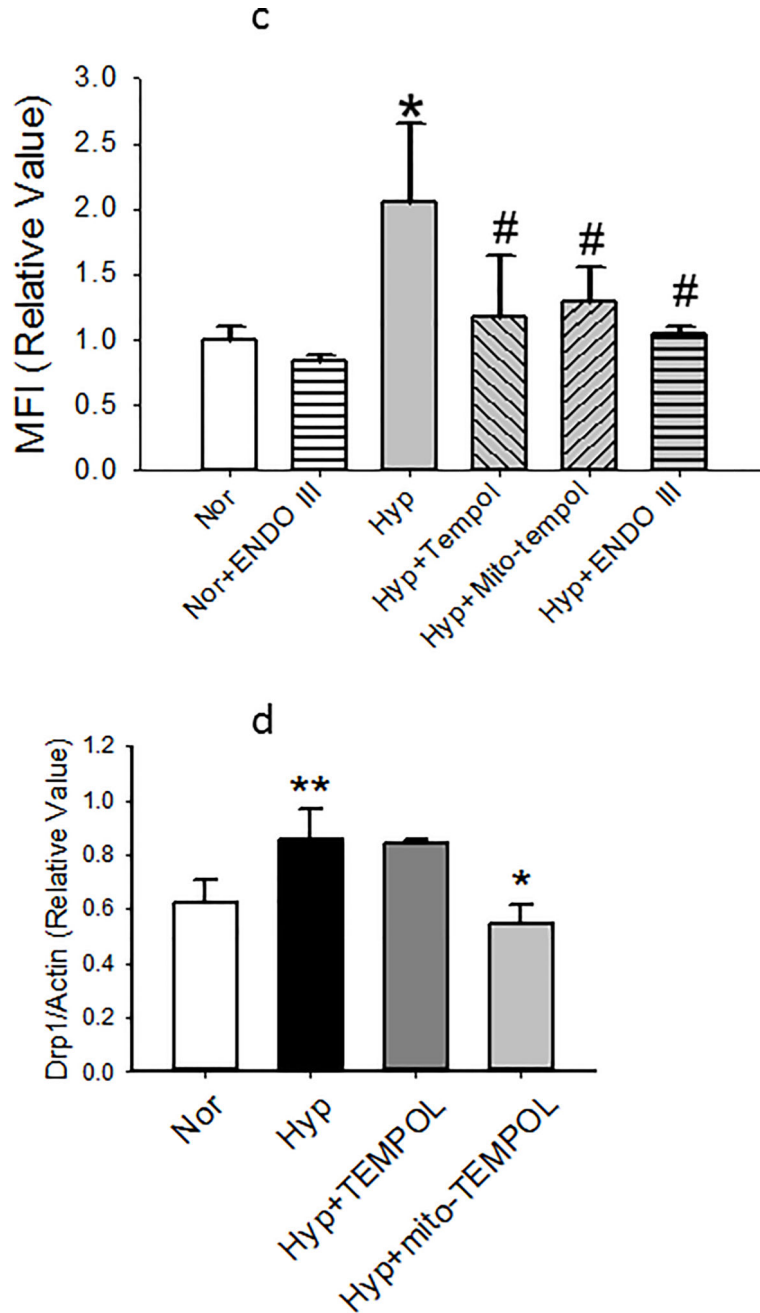 c
MFI (Relative Value)
3.0
2.5
2.0
1.5
1.0
0.5
0.0
*
#
#
#
Nor
Nor+ENDO III
Hyp
Hyp+Tempol
Hyp+Mito-tempol
Hyp+ENDO III
d
Drp1/Actin (Relative Value)
1.2
1.0
0.8
0.6
0.4
0.2
0.0
**
*
Nor
Hyp
Hyp+TEMPOL
Hyp+mito-TEMPOL